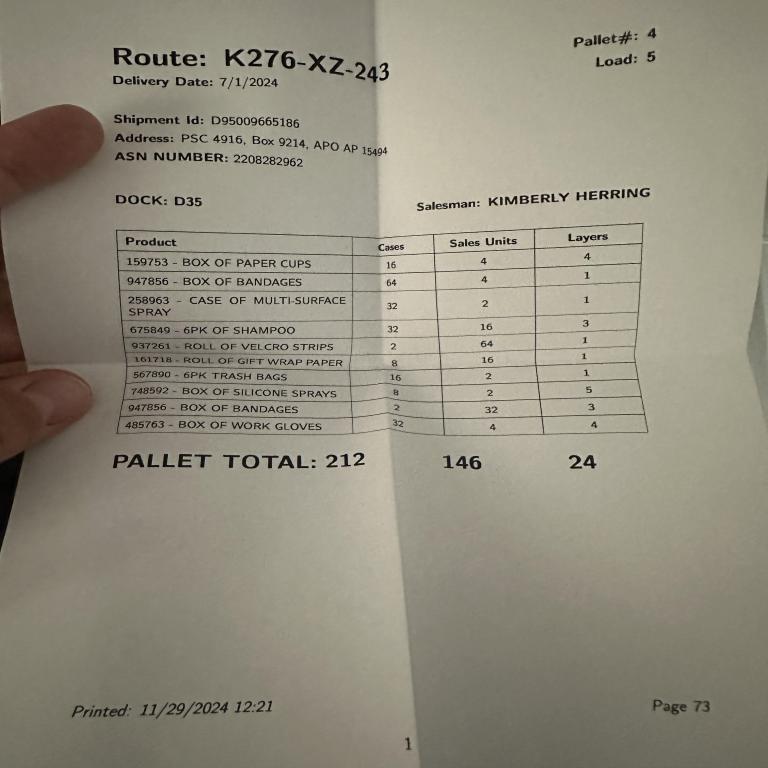 Route: K276-XZ-243
Pallet#: 4
Delivery Date: 7/1/2024
Load: 5
Shipment Id: D95009665186
Address: PSC 4916, Box 9214, APO AP 15494
ASN NUMBER: 2208282962
DOCK: D35
Salesman: KIMBERLY HERRING
Product Cases Sales Units Layers
159753 - BOX OF PAPER CUPS 16 4 4
947856 - BOX OF BANDAGES 64 4 1
258963 - CASE OF MULTI-SURFACE
SPRAY 32 2 1
675849 - 6PK OF SHAMPOO 32 16 3
937261 - ROLL OF VELCRO STRIPS 2 64 1
161718 - ROLL OF GIFT WRAP PAPER 8 16 1
567890 - 6PK TRASH BAGS 16 2 1
748592 - BOX OF SILICONE SPRAYS 8 2 5
947856 - BOX OF BANDAGES 2 32 3
485763 - BOX OF WORK GLOVES 32 4 4
PALLET TOTAL: 212 146 24
Printed: 11/29/2024 12:21
Page 73
1